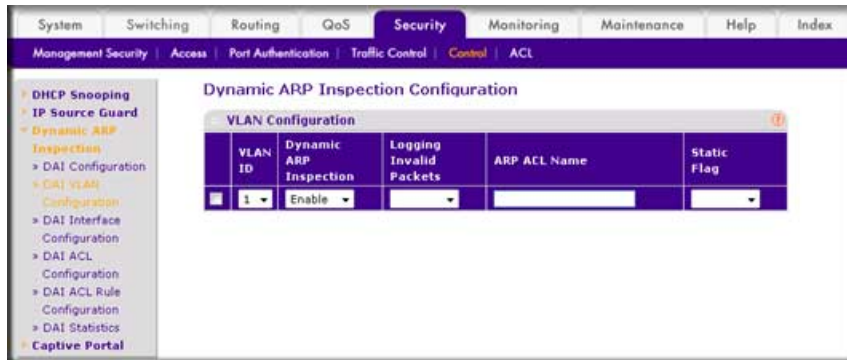 System Switching Routing QoS Security Monitoring Maintenance Help Index
Management Security Access Port Authentication Traffic Control Control ACL
DHCP Snooping
IP Source Guard
Dynamic ARP
Inspection
» DAI Configuration
» DAI VLAN
Configuration
» DAI Interface
Configuration
» DAI ACL
Configuration
» DAI ACL Rule
Configuration
» DAI Statistics
Captive Portal
Dynamic ARP Inspection Configuration
VLAN Configuration
?
VLAN
ID
Dynamic
ARP
Inspection
Logging
Invalid
Packets
ARP ACL Name
Static
Flag
1 Enable